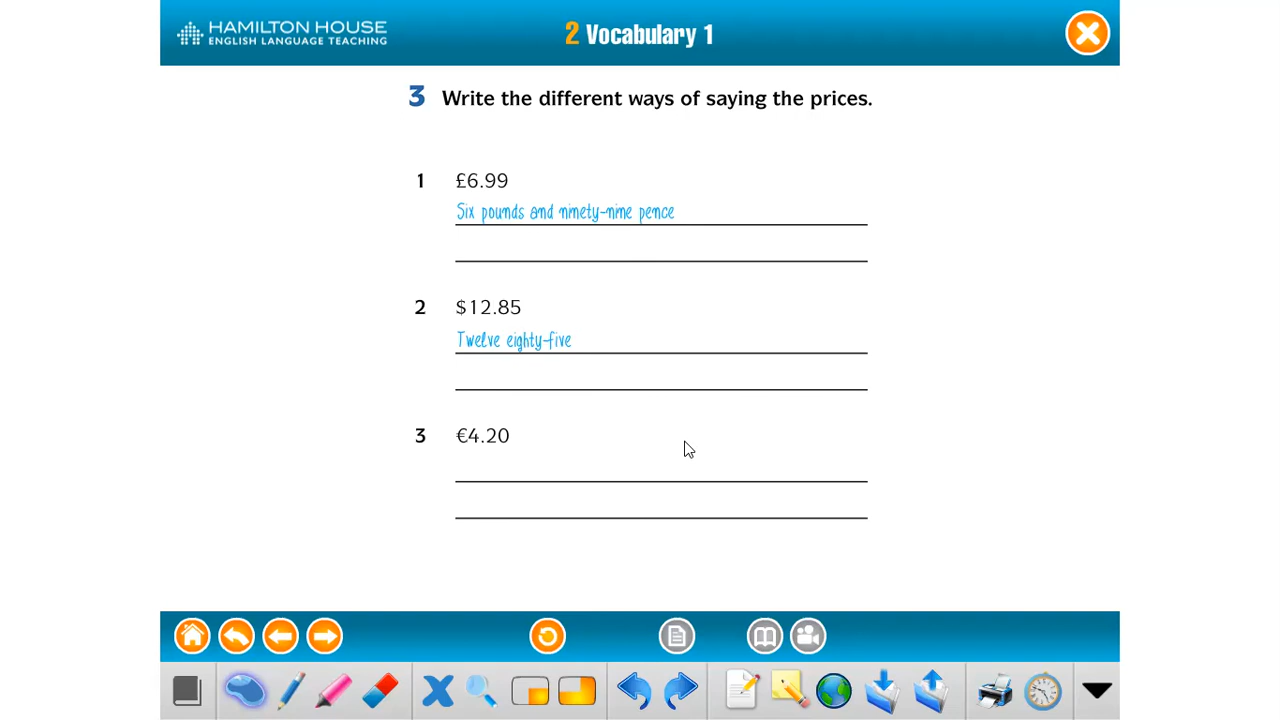 HAMILTON HOUSE
ENGLISH LANGUAGE TEACHING
2 Vocabulary 1
3 Write the different ways of saying the prices.
1 £6.99
Six pounds and ninety-nine pence
2 $12.85
Twelve eighty-five
3 €4.20